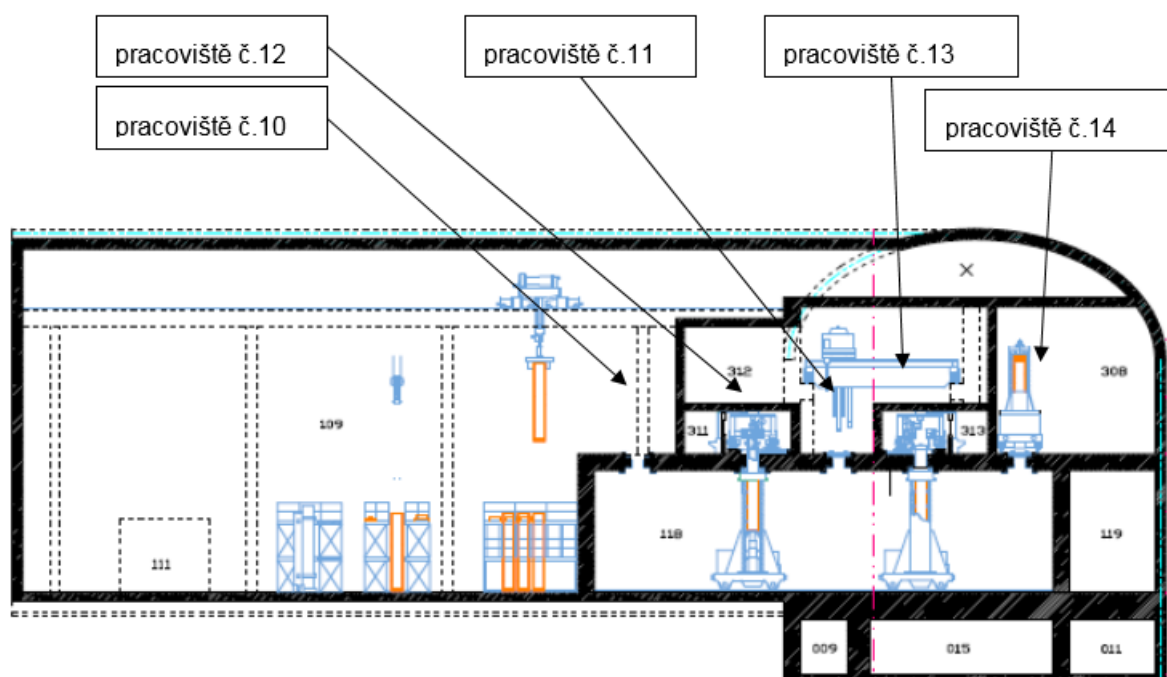 pracoviště č.12
pracoviště č.11
pracoviště č.13
pracoviště č.10
pracoviště č.14
312
308
109
311
313
118
119
111
009
015
011